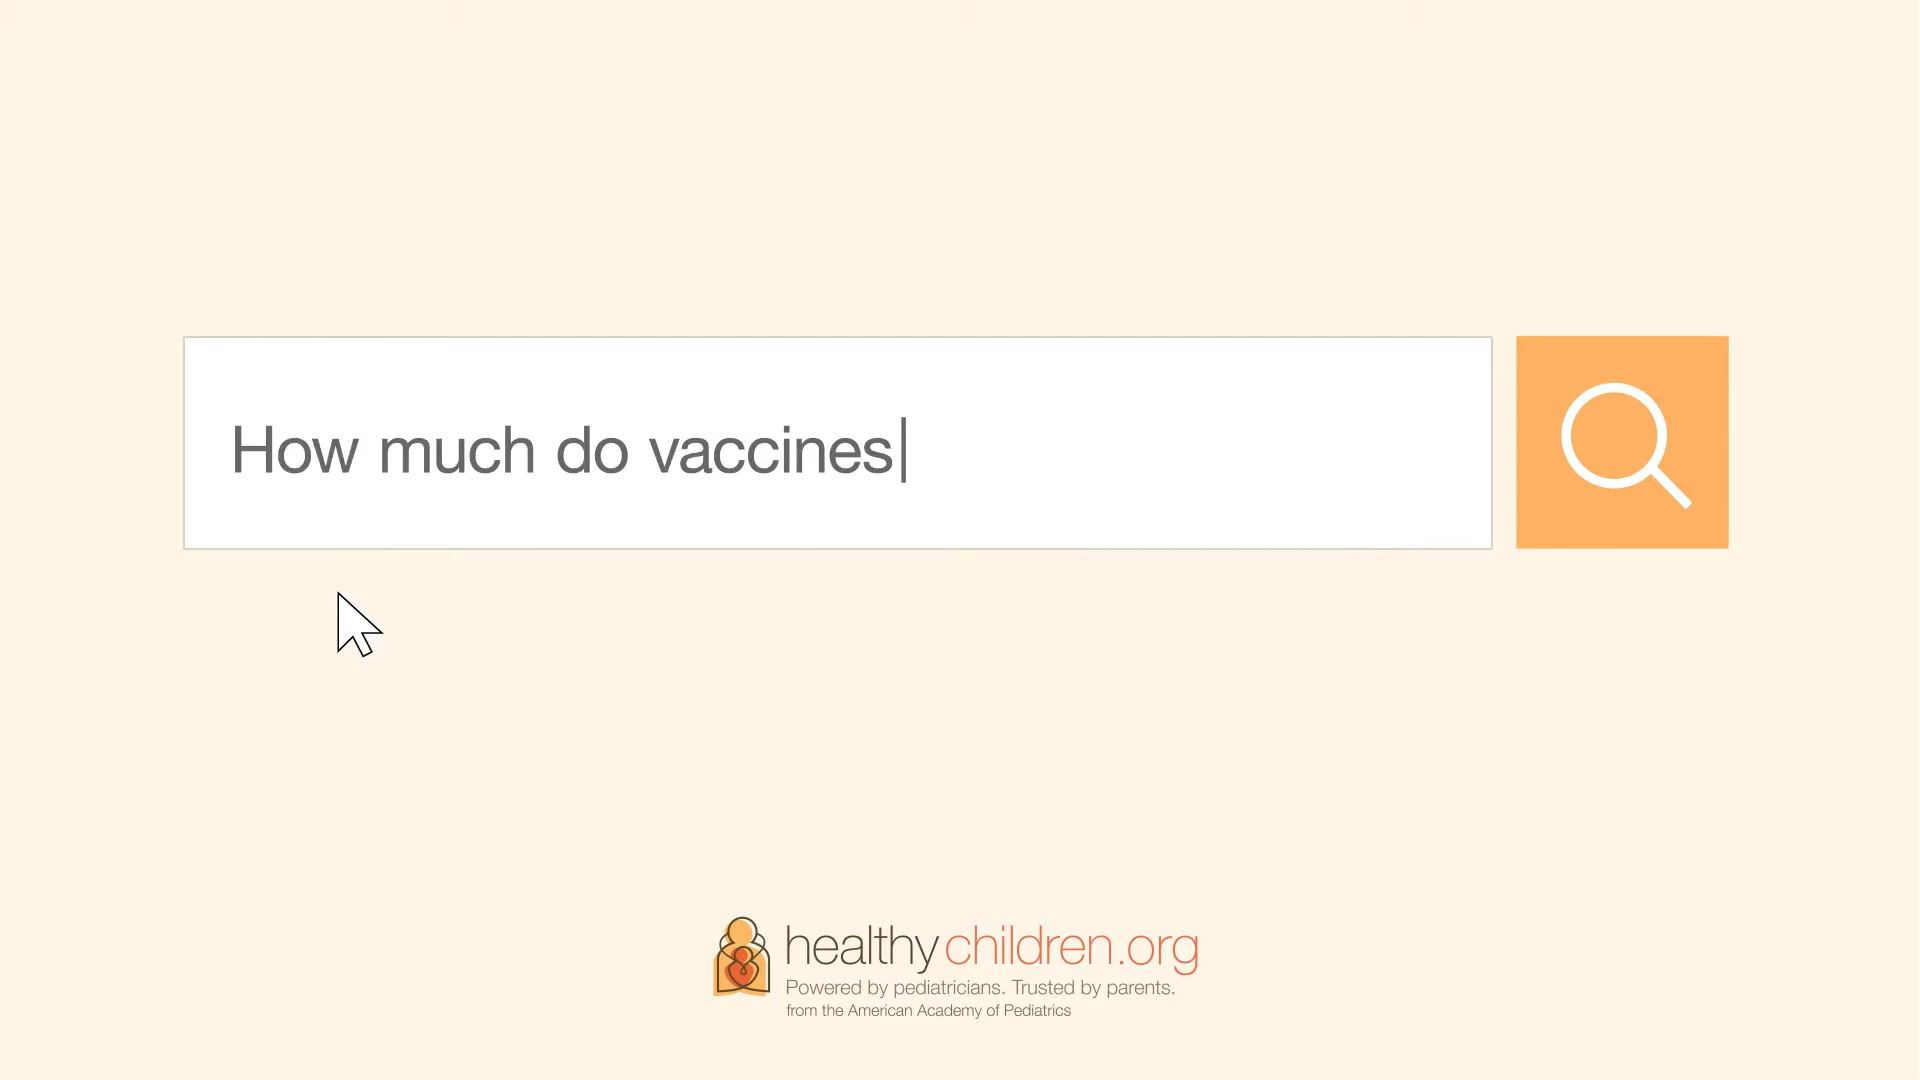 How much do vaccines
healthychildren.org
Powered by pediatricians. Trusted by parents.
from the American Academy of Pediatrics